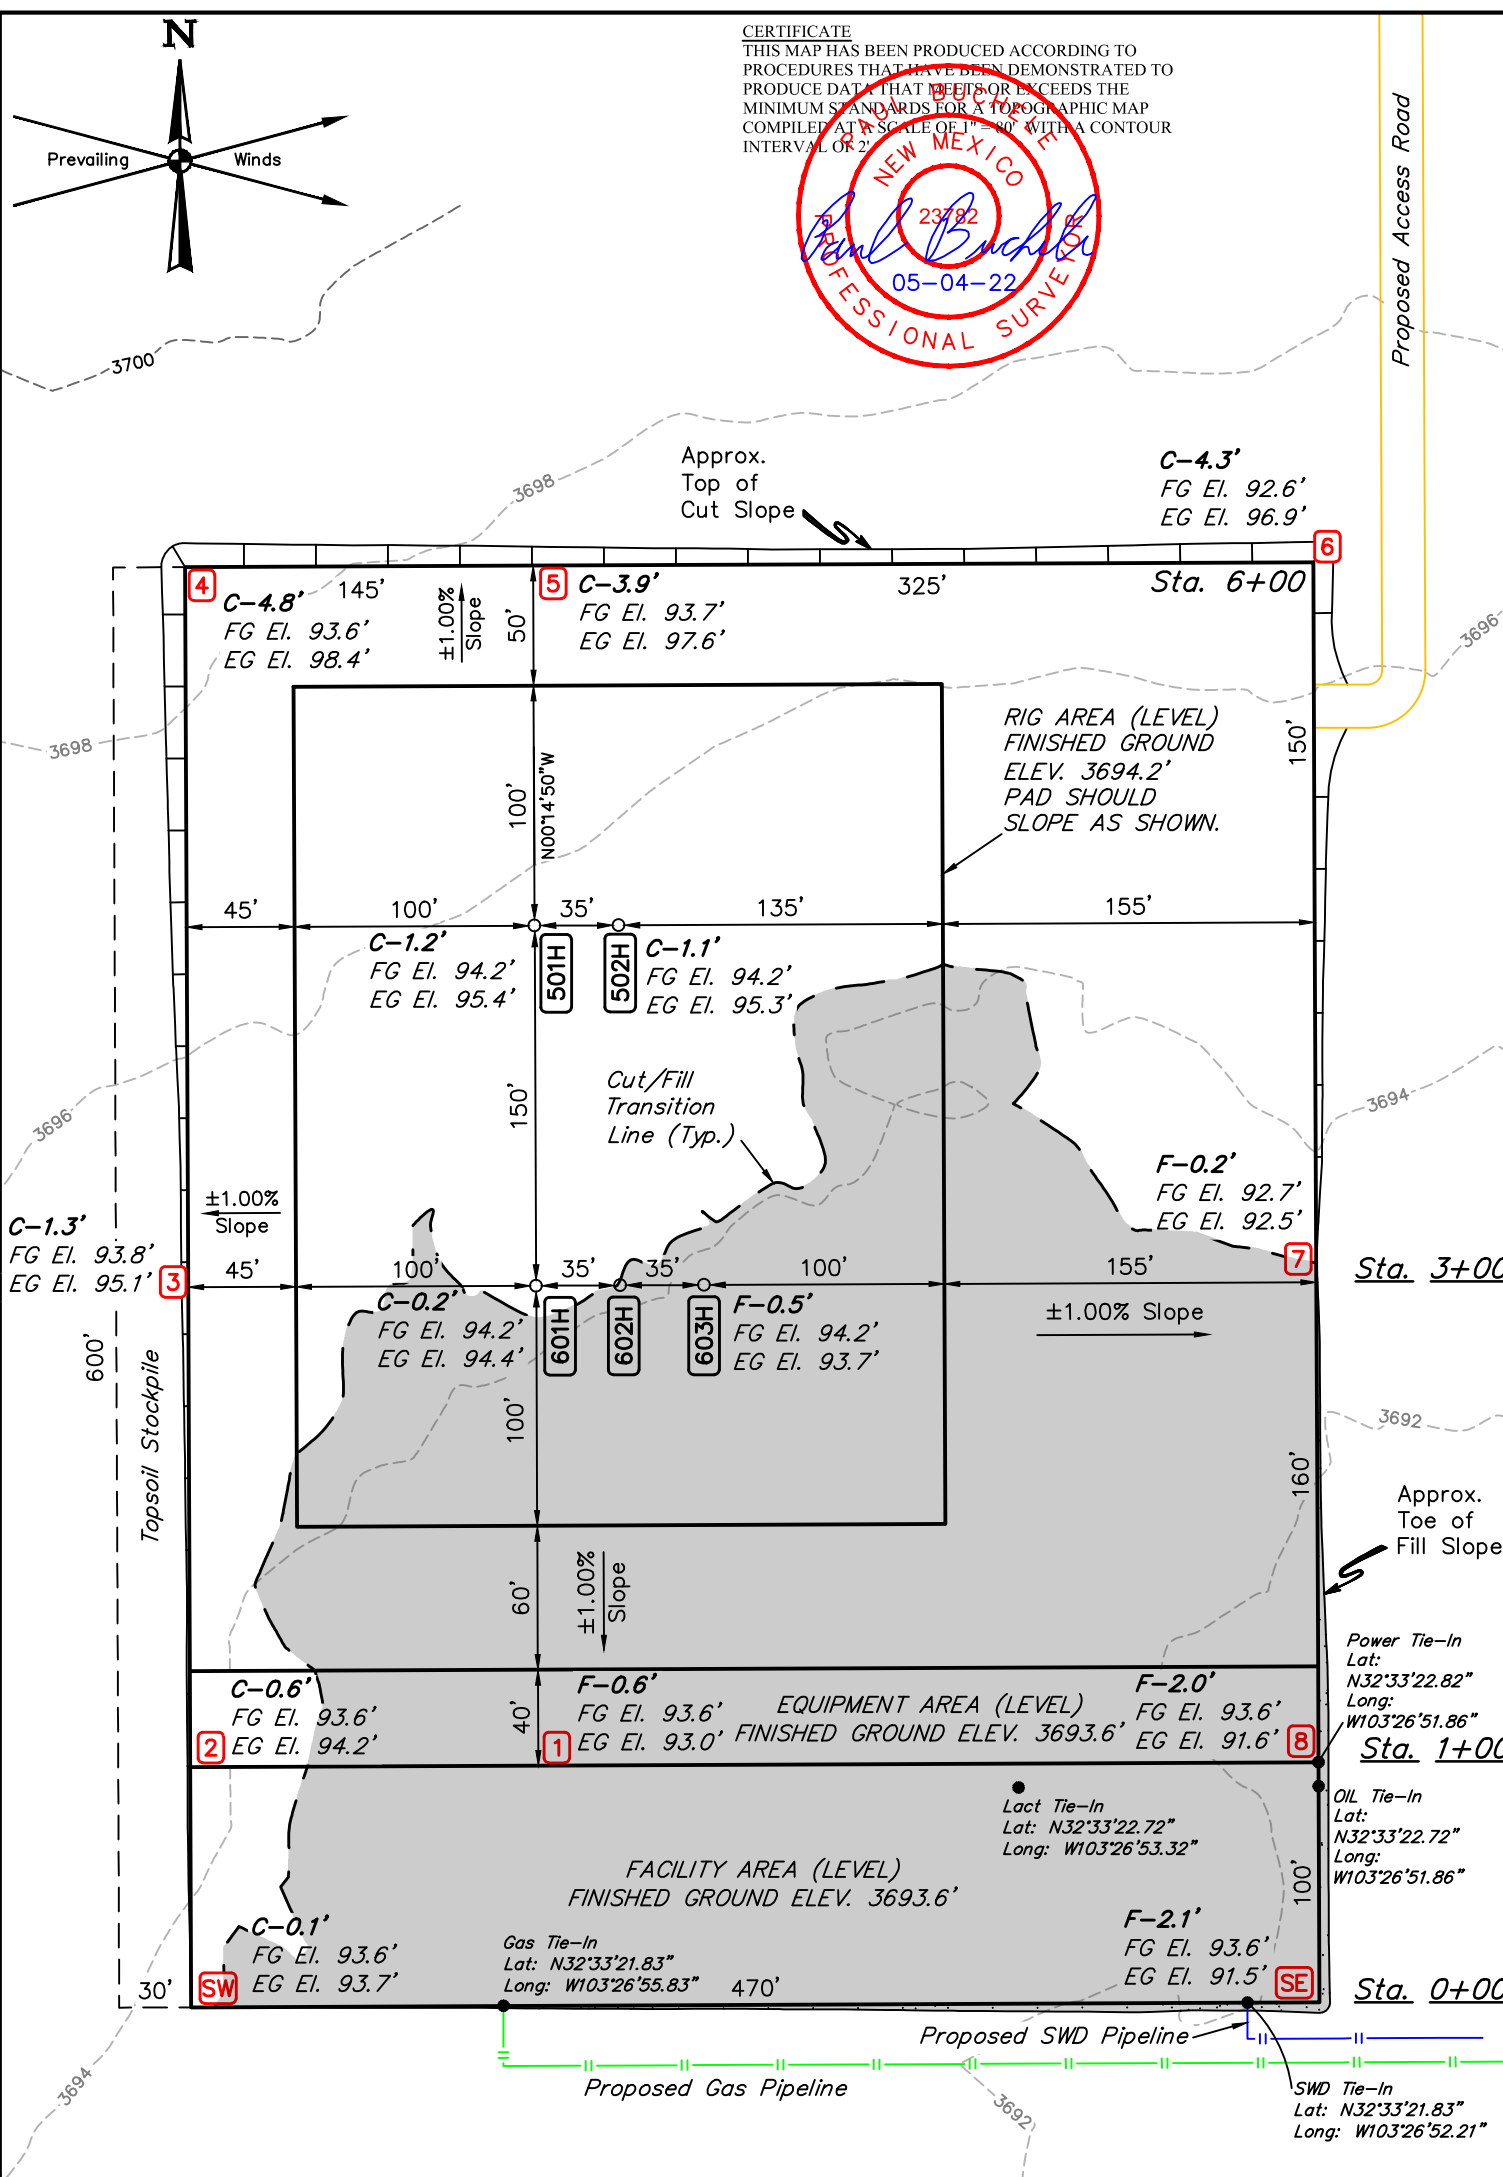 N
Prevailing Winds
CERTIFICATE
THIS MAP HAS BEEN PRODUCED ACCORDING TO
PROCEDURES THAT HAVE BEEN DEMONSTRATED TO
PRODUCE DATA THAT MEETS OR EXCEEDS THE
MINIMUM STANDARDS FOR A TOPOGRAPHIC MAP
COMPILED AT A SCALE OF 1" = 80' WITH A CONTOUR
INTERVAL OF 2'
PAUL BUCHELE
NEW MEXICO
23782
Paul Buchele
05-04-22
PROFESSIONAL SURVEYOR
Proposed Access Road
3700
3698
Approx.
Top of
Cut Slope
C-4.3'
FG El. 92.6'
EG El. 96.9'
6
4
C-4.8'
FG El. 93.6'
EG El. 98.4'
145'
±1.00%
Slope
50'
5
C-3.9'
FG El. 93.7'
EG El. 97.6'
325'
Sta. 6+00
3696
3698
RIG AREA (LEVEL)
FINISHED GROUND
ELEV. 3694.2'
PAD SHOULD
SLOPE AS SHOWN.
150'
100'
N00°14'50"W
45'
100'
35'
135'
155'
C-1.2'
FG El. 94.2'
EG El. 95.4'
501H
502H
C-1.1'
FG El. 94.2'
EG El. 95.3'
Cut/Fill
Transition
Line (Typ.)
150'
3696
3694
F-0.2'
FG El. 92.7'
EG El. 92.5'
±1.00%
Slope
C-1.3'
FG El. 93.8'
EG El. 95.1'
3
45'
100'
35'
35'
100'
155'
7
Sta. 3+00
C-0.2'
FG El. 94.2'
EG El. 94.4'
601H
602H
603H
F-0.5'
FG El. 94.2'
EG El. 93.7'
±1.00% Slope
600'
Topsoil Stockpile
100'
3692
160'
Approx.
Toe of
Fill Slope
60'
±1.00%
Slope
Power Tie-In
Lat:
N32°33'22.82"
Long:
W103°26'51.86"
C-0.6'
FG El. 93.6'
EG El. 94.2'
2
40'
F-0.6'
FG El. 93.6'
EG El. 93.0'
1
EQUIPMENT AREA (LEVEL)
FINISHED GROUND ELEV. 3693.6'
F-2.0'
FG El. 93.6'
EG El. 91.6'
8
Sta. 1+00
Lact Tie-In
Lat: N32°33'22.72"
Long: W103°26'53.32"
OIL Tie-In
Lat:
N32°33'22.72"
Long:
W103°26'51.86"
FACILITY AREA (LEVEL)
FINISHED GROUND ELEV. 3693.6'
100'
C-0.1'
FG El. 93.6'
EG El. 93.7'
SW
30'
Gas Tie-In
Lat: N32°33'21.83"
Long: W103°26'55.83"
470'
F-2.1'
FG El. 93.6'
EG El. 91.5'
SE
Sta. 0+00
Proposed SWD Pipeline
Proposed Gas Pipeline
3694
3692
SWD Tie-In
Lat: N32°33'21.83"
Long: W103°26'52.21"